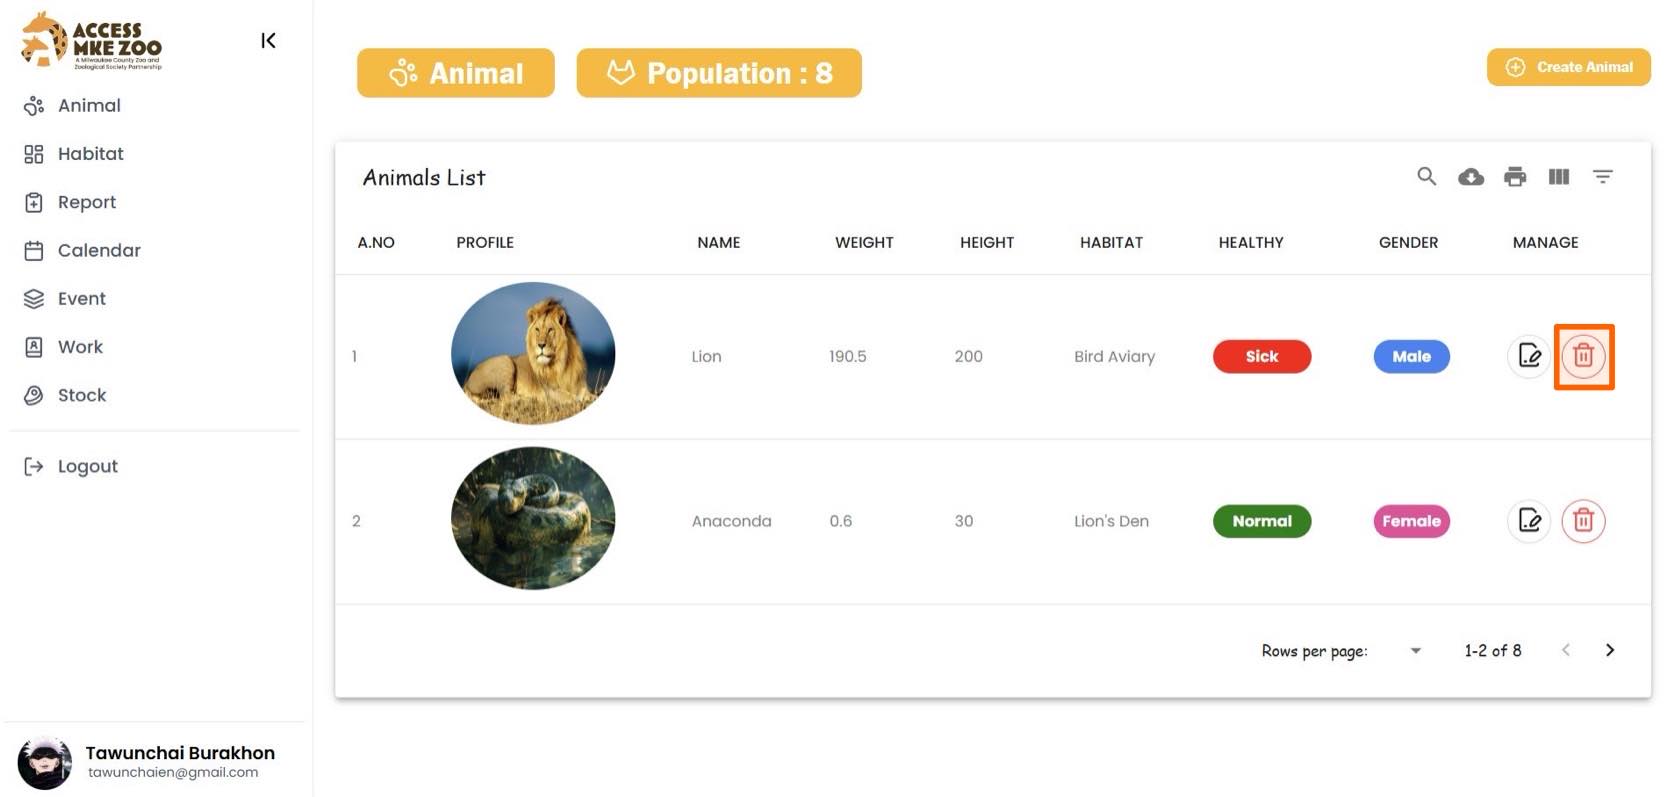 ACCESS
MKE ZOO
A Milwaukee County Zoo and
Zoological Society Partnership
Animal
Habitat
Report
Calendar
Event
Work
Stock
Logout
Tawunchai Burakhon
tawunchaien@gmail.com
Animal
Population : 8
Create Animal
Animals List
A.NO PROFILE NAME WEIGHT HEIGHT HABITAT HEALTHY GENDER MANAGE
1 Lion 190.5 200 Bird Aviary Sick Male
2 Anaconda 0.6 30 Lion's Den Normal Female
Rows per page: 1-2 of 8